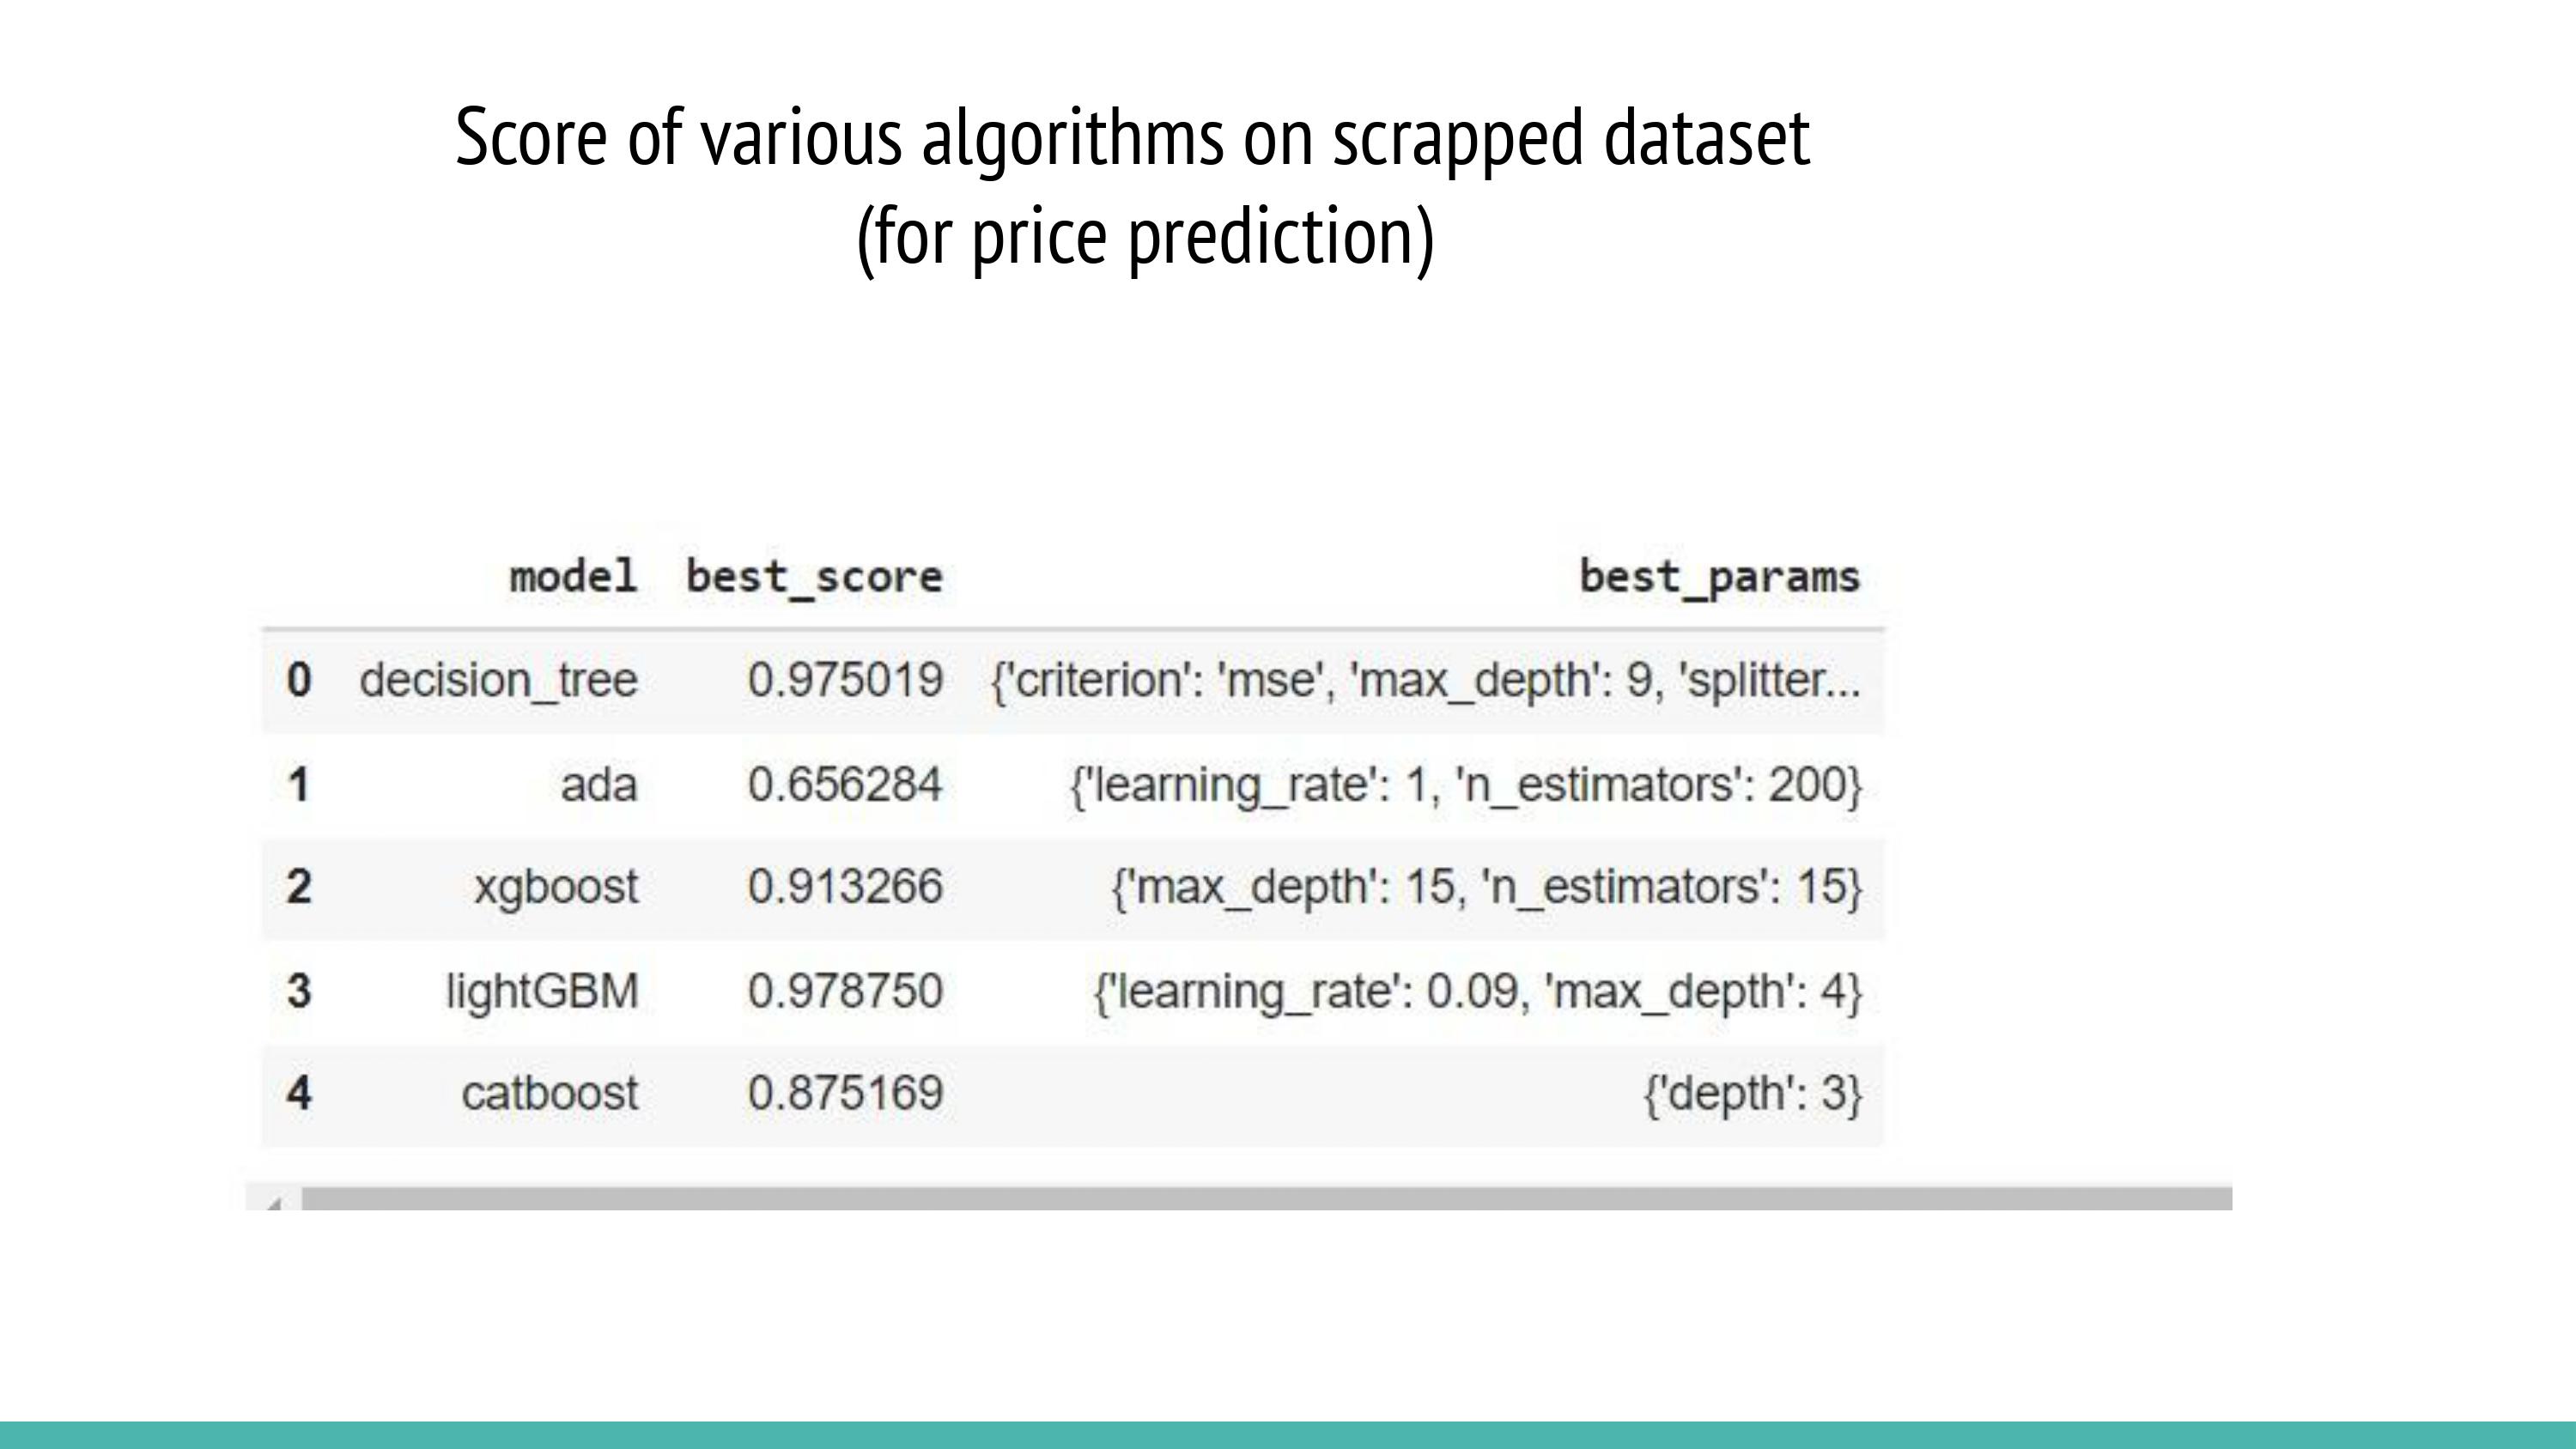 Score of various algorithms on scrapped dataset
(for price prediction)
model best_score best_params
0 decision_tree 0.975019 {'criterion': 'mse', 'max_depth': 9, 'splitter...
1 ada 0.656284 {'learning_rate': 1, 'n_estimators': 200}
2 xgboost 0.913266 {'max_depth': 15, 'n_estimators': 15}
3 lightGBM 0.978750 {'learning_rate': 0.09, 'max_depth': 4}
4 catboost 0.875169 {'depth': 3}